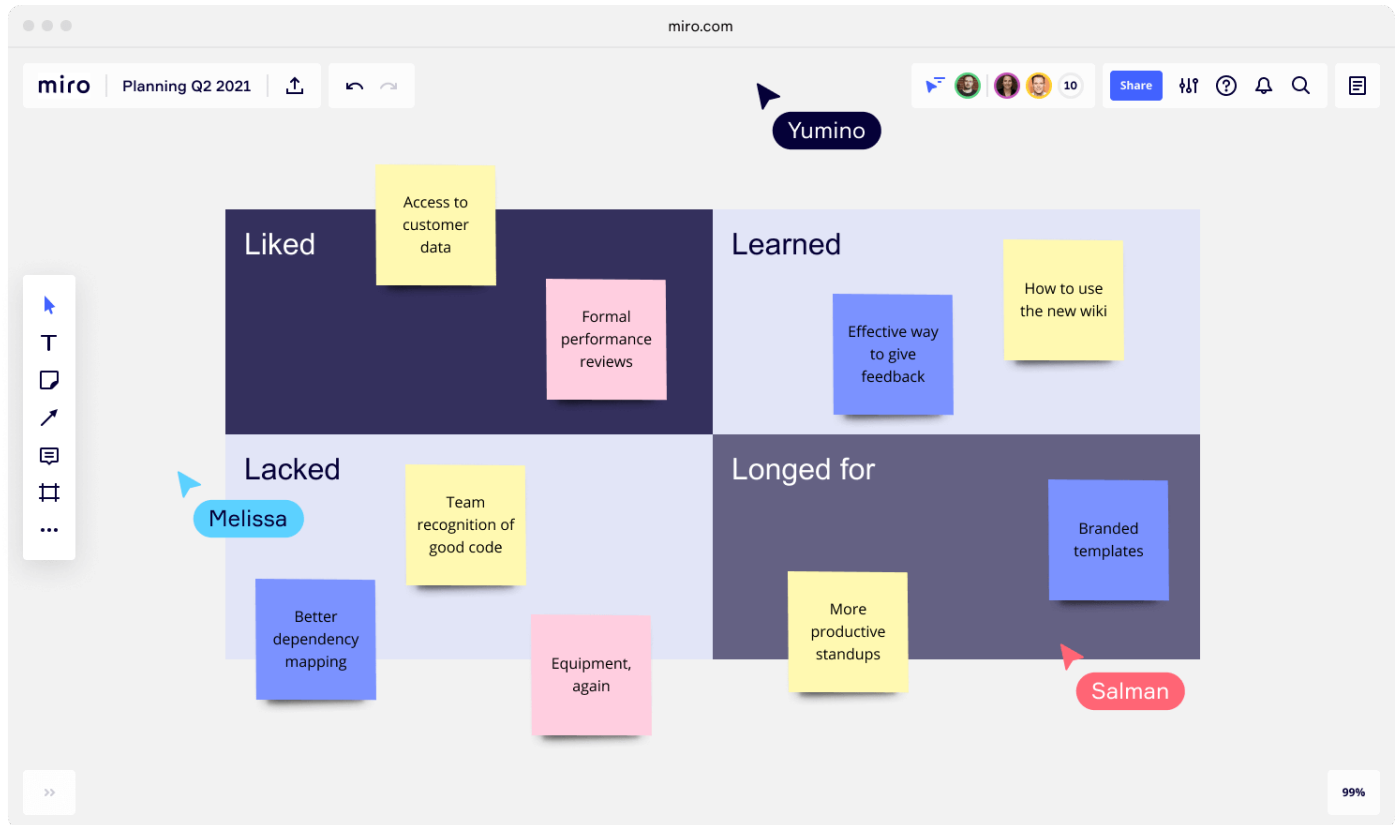 miro.com
miro
Planning Q2 2021
10
Share
Yumino
Liked
Access to
customer
data
Formal
performance
reviews
Learned
Effective way
to give
feedback
How to use
the new wiki
Lacked
Team
recognition of
good code
Better
dependency
mapping
Equipment,
again
Melissa
Longed for
More
productive
standups
Branded
templates
Salman
99%